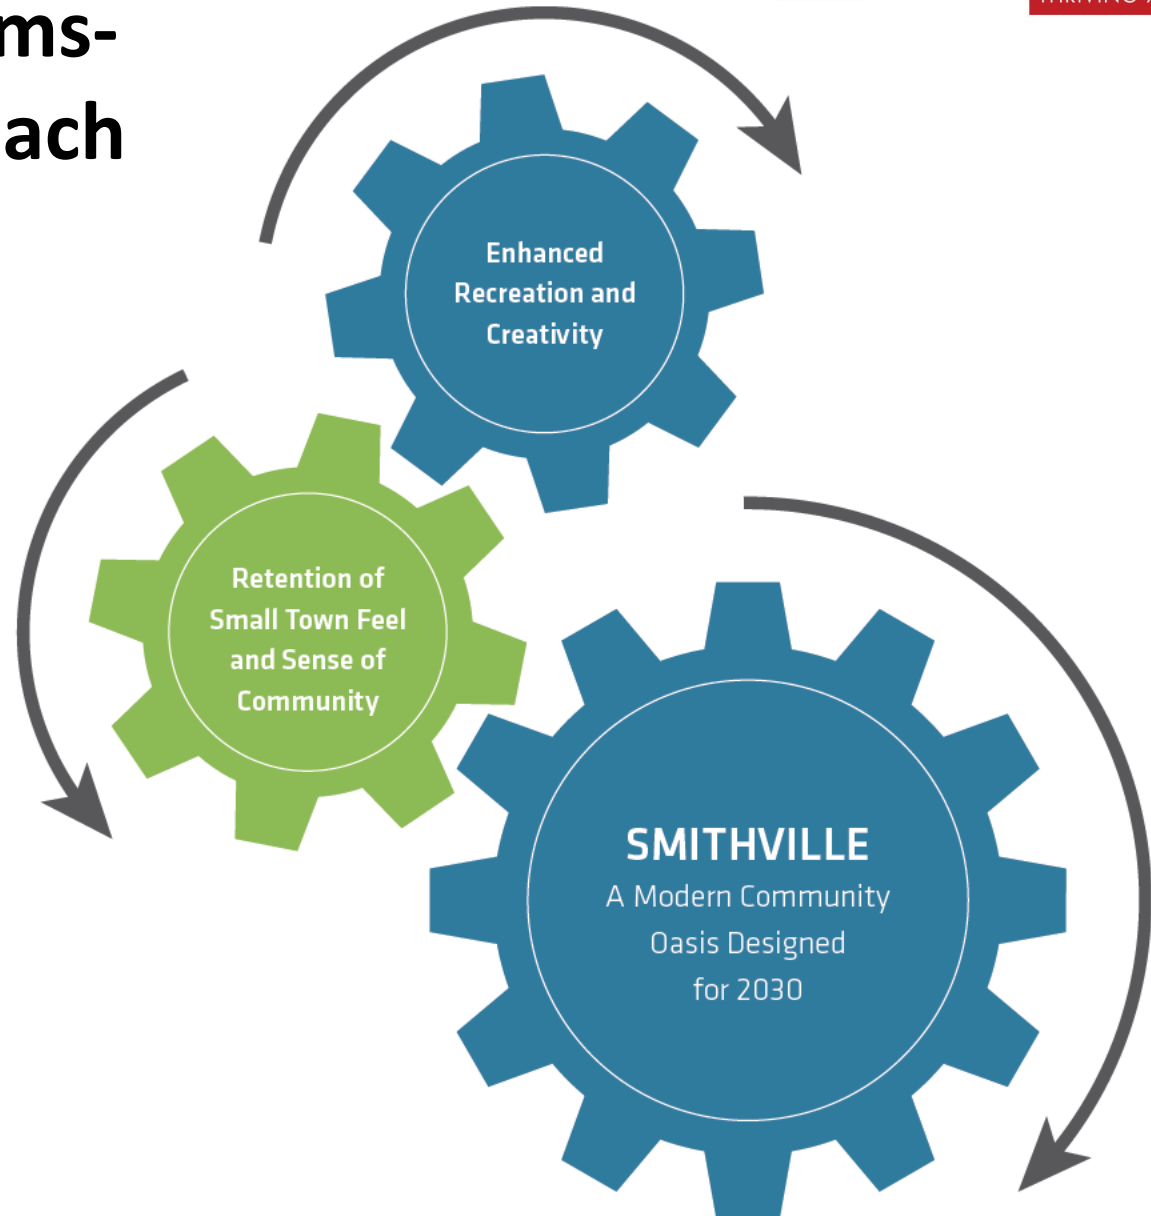 ms-
ach
Enhanced
Recreation and
Creativity
Retention of
Small Town Feel
and Sense of
Community
SMITHVILLE
A Modern Community
Oasis Designed
for 2030